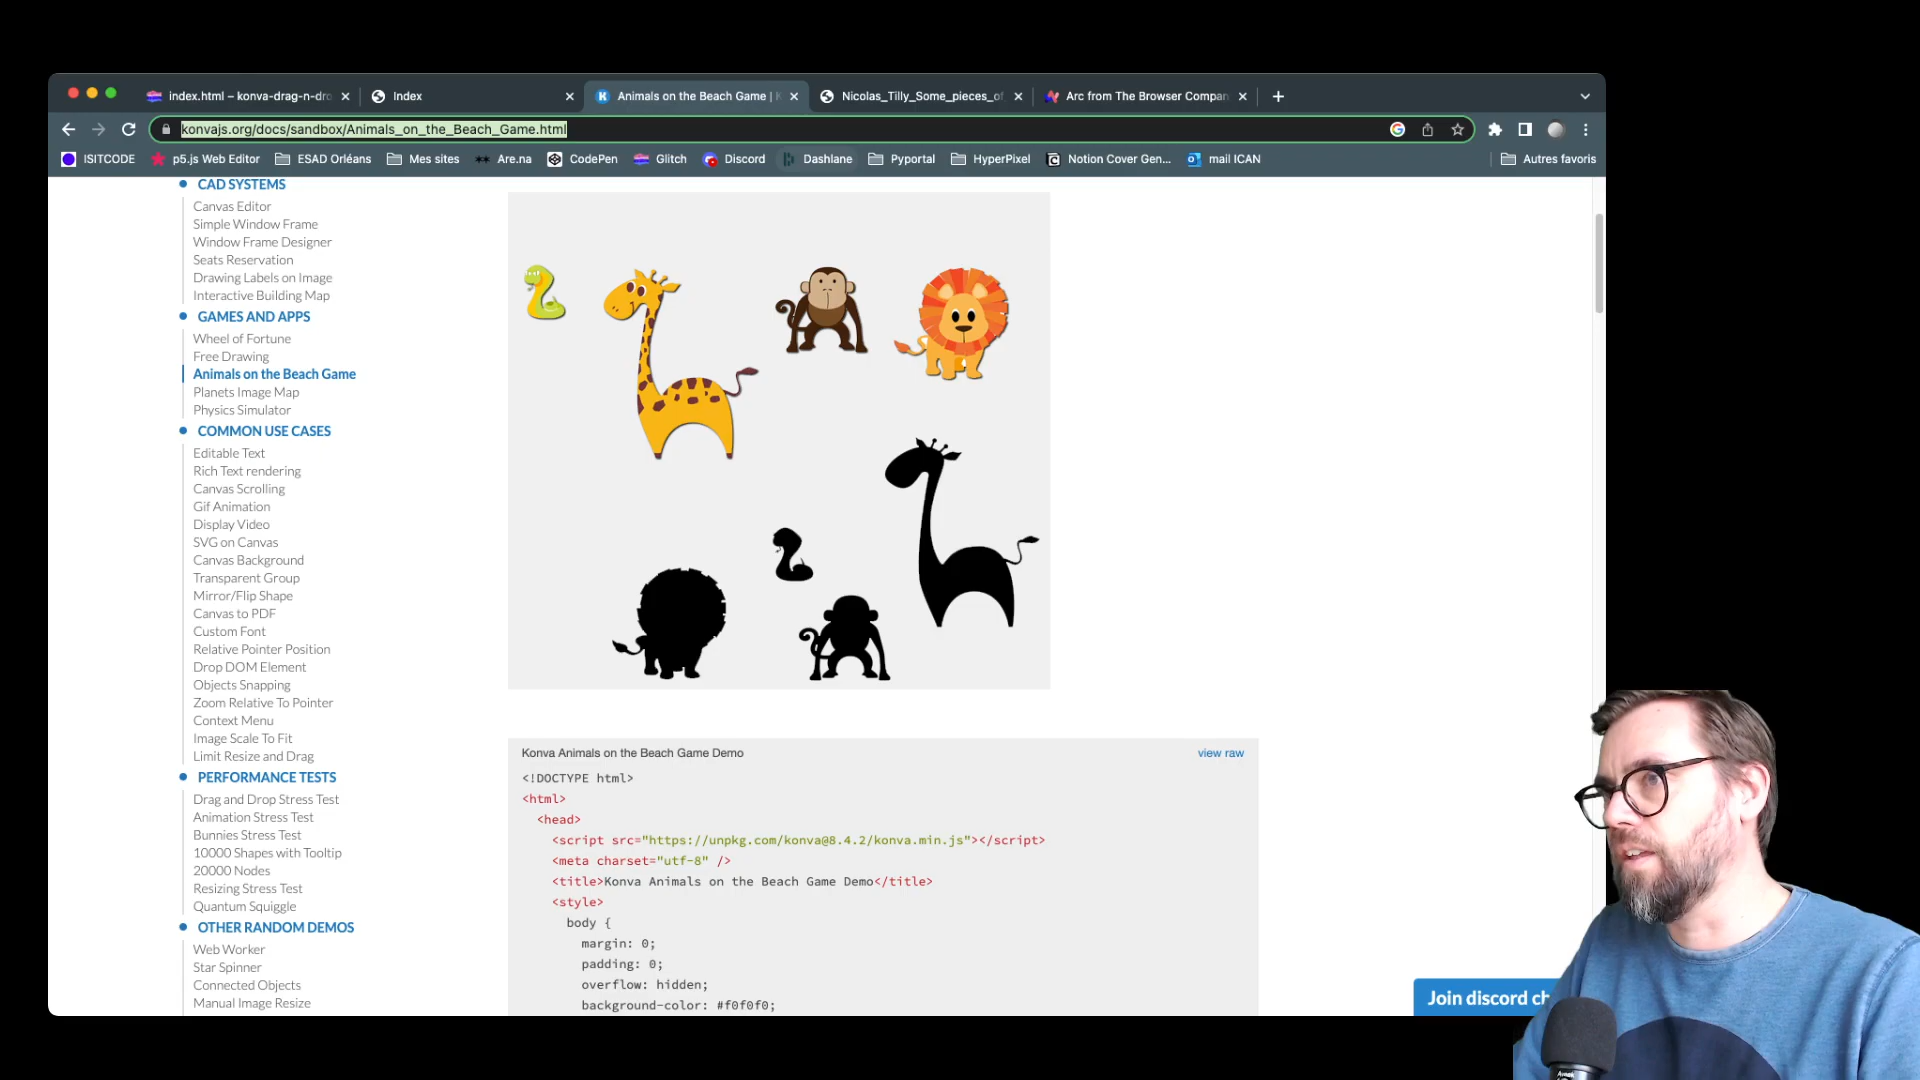 index.html – konva-drag-n-dro
Index
Animals on the Beach Game | K
Nicolas_Tilly_Some_pieces_of
Arc from The Browser Compan
konvajs.org/docs/sandbox/Animals_on_the_Beach_Game.html
ISITCODE
p5.js Web Editor
ESAD Orléans
Mes sites
Are.na
CodePen
Glitch
Discord
Dashlane
Pyportal
HyperPixel
Notion Cover Gen...
mail ICAN
Autres favoris
CAD SYSTEMS
Canvas Editor
Simple Window Frame
Window Frame Designer
Seats Reservation
Drawing Labels on Image
Interactive Building Map
GAMES AND APPS
Wheel of Fortune
Free Drawing
Animals on the Beach Game
Planets Image Map
Physics Simulator
COMMON USE CASES
Editable Text
Rich Text rendering
Canvas Scrolling
Gif Animation
Display Video
SVG on Canvas
Canvas Background
Transparent Group
Mirror/Flip Shape
Canvas to PDF
Custom Font
Relative Pointer Position
Drop DOM Element
Objects Snapping
Zoom Relative To Pointer
Context Menu
Image Scale To Fit
Limit Resize and Drag
PERFORMANCE TESTS
Drag and Drop Stress Test
Animation Stress Test
Bunnies Stress Test
10000 Shapes with Tooltip
20000 Nodes
Resizing Stress Test
Quantum Squiggle
OTHER RANDOM DEMOS
Web Worker
Star Spinner
Connected Objects
Manual Image Resize
Konva Animals on the Beach Game Demo
view raw
<!DOCTYPE html>
<html>
<head>
<script src="https://unpkg.com/konva@8.4.2/konva.min.js"></script>
<meta charset="utf-8" />
<title>Konva Animals on the Beach Game Demo</title>
<style>
body {
margin: 0;
padding: 0;
overflow: hidden;
background-color: #f0f0f0;
Join discord ch